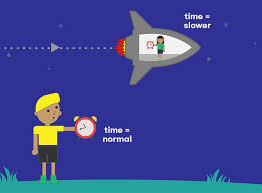 time =
slower
time =
normal